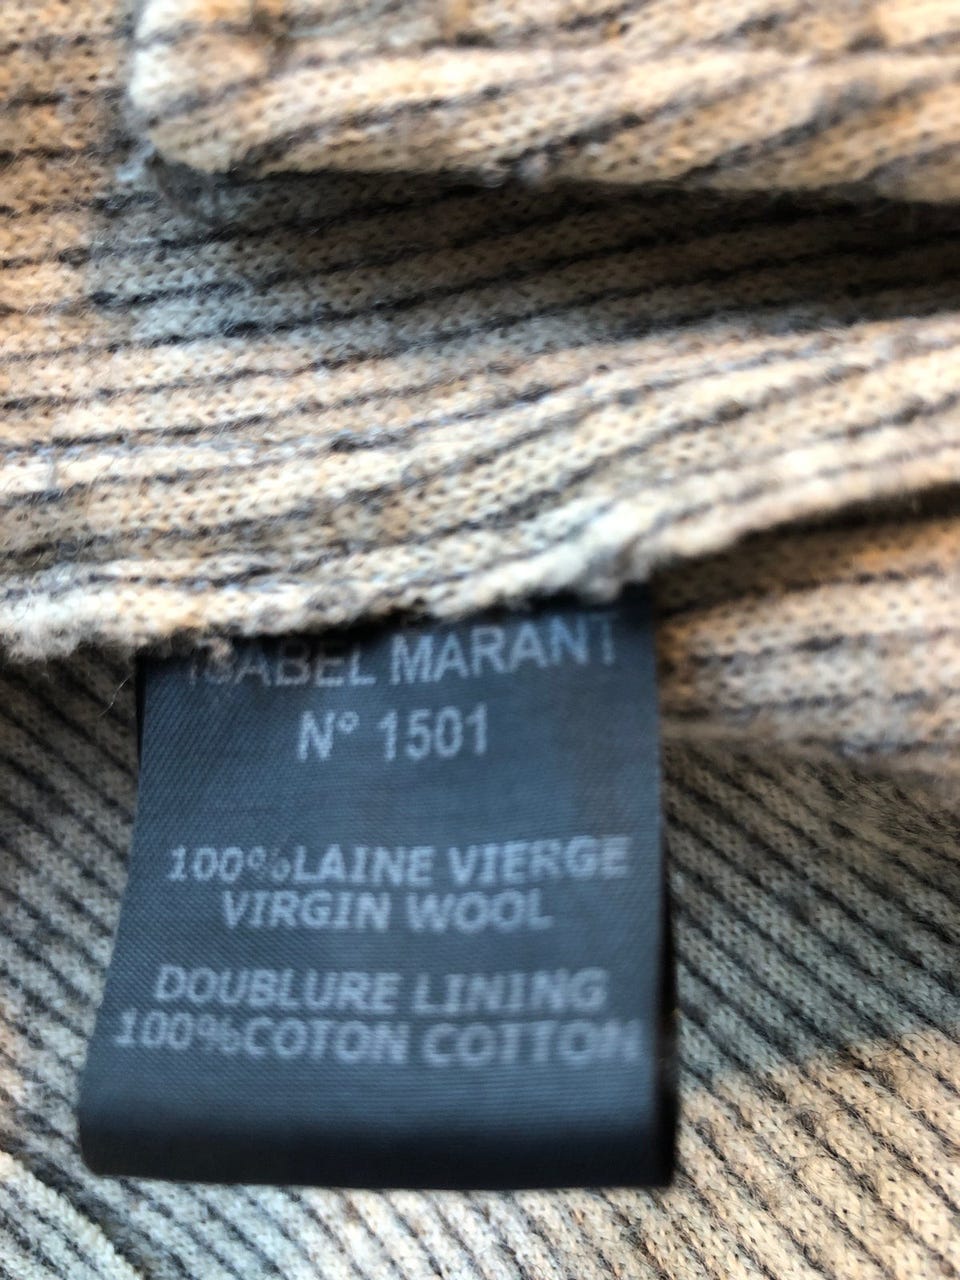 ISABEL MARANT
N° 1501
100%LAINE VIERGE
VIRGIN WOOL
DOUBLURE LINING
100%COTON COTTON